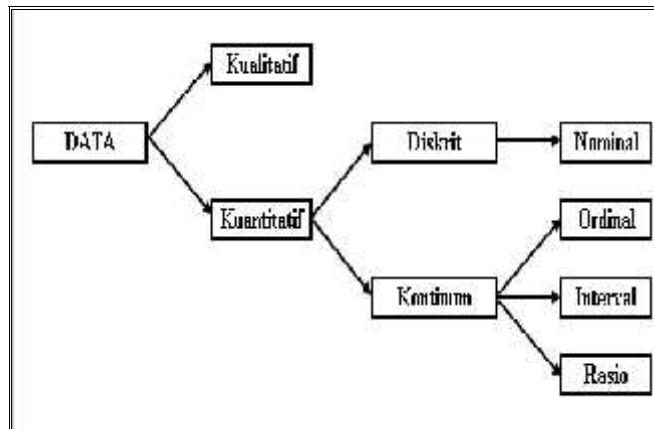 Kualitatif
DATA
Diskrit
Nominal
Kuantitatif
Ordinal
Kontinum
Interval
Rasio